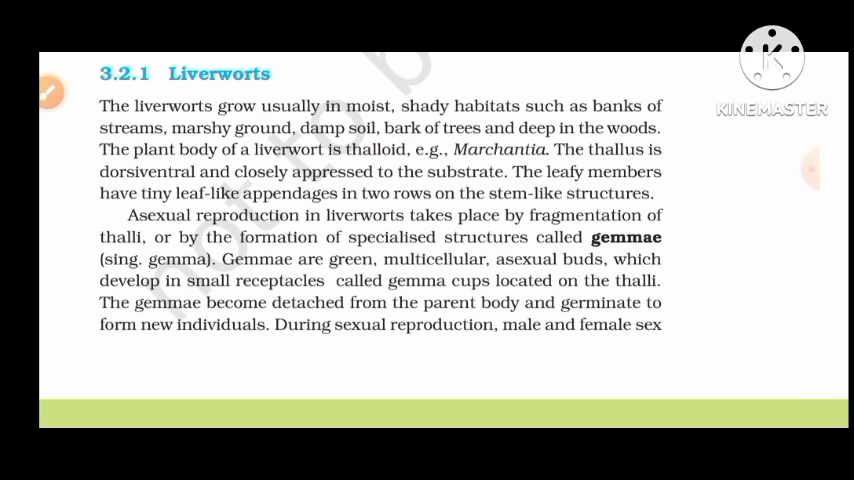 KINEMASTER
3.2.1 Liverworts
The liverworts grow usually in moist, shady habitats such as banks of
streams, marshy ground, damp soil, bark of trees and deep in the woods.
The plant body of a liverwort is thalloid, e.g., Marchantia. The thallus is
dorsiventral and closely appressed to the substrate. The leafy members
have tiny leaf-like appendages in two rows on the stem-like structures.
Asexual reproduction in liverworts takes place by fragmentation of
thalli, or by the formation of specialised structures called gemmae
(sing. gemma). Gemmae are green, multicellular, asexual buds, which
develop in small receptacles called gemma cups located on the thalli.
The gemmae become detached from the parent body and germinate to
form new individuals. During sexual reproduction, male and female sex
not to b